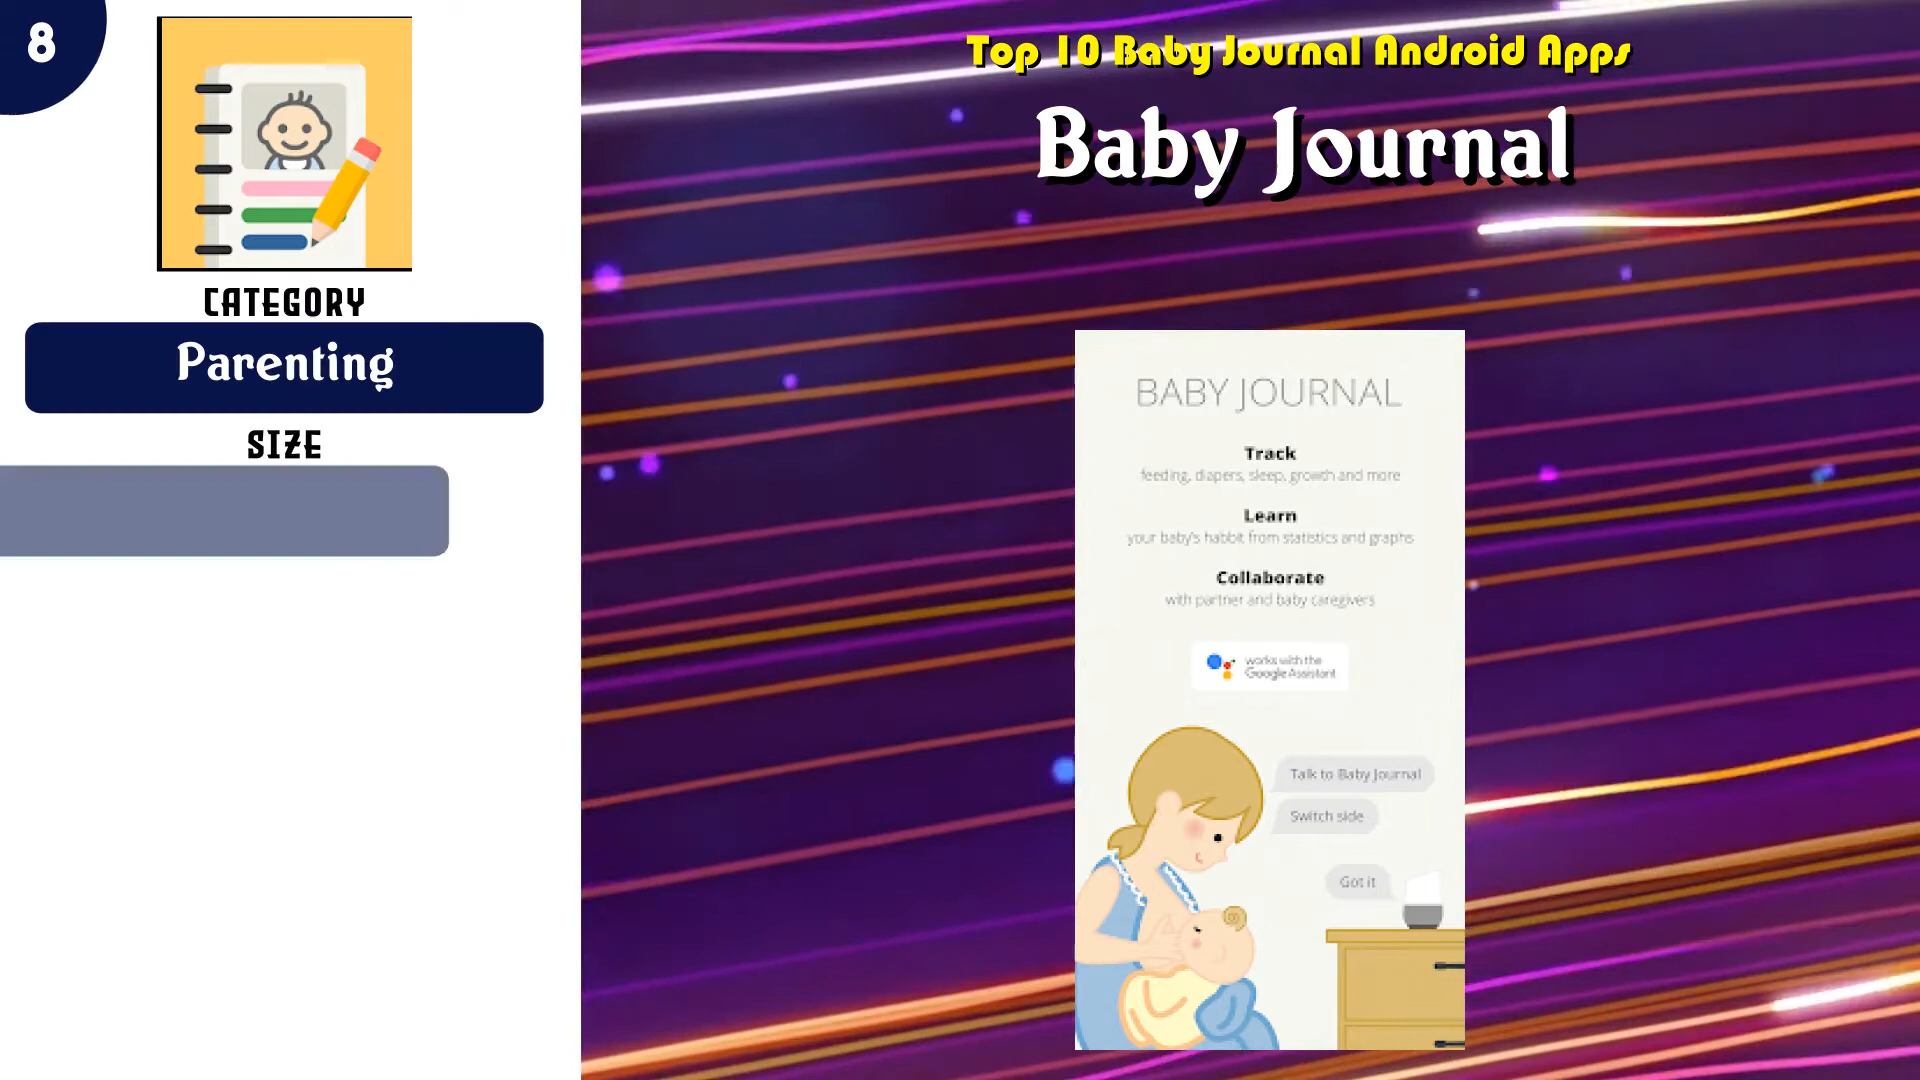 8
CATEGORY
Parenting
SIZE
Top 10 Baby Journal Android Apps
Baby Journal
BABY JOURNAL
Track
feeding, diapers, sleep, growth and more
Learn
your baby's habbit from statistics and graphs
Collaborate
with partner and baby caregivers
works with the
Google Assistant
Talk to Baby Journal
Switch side
Got it